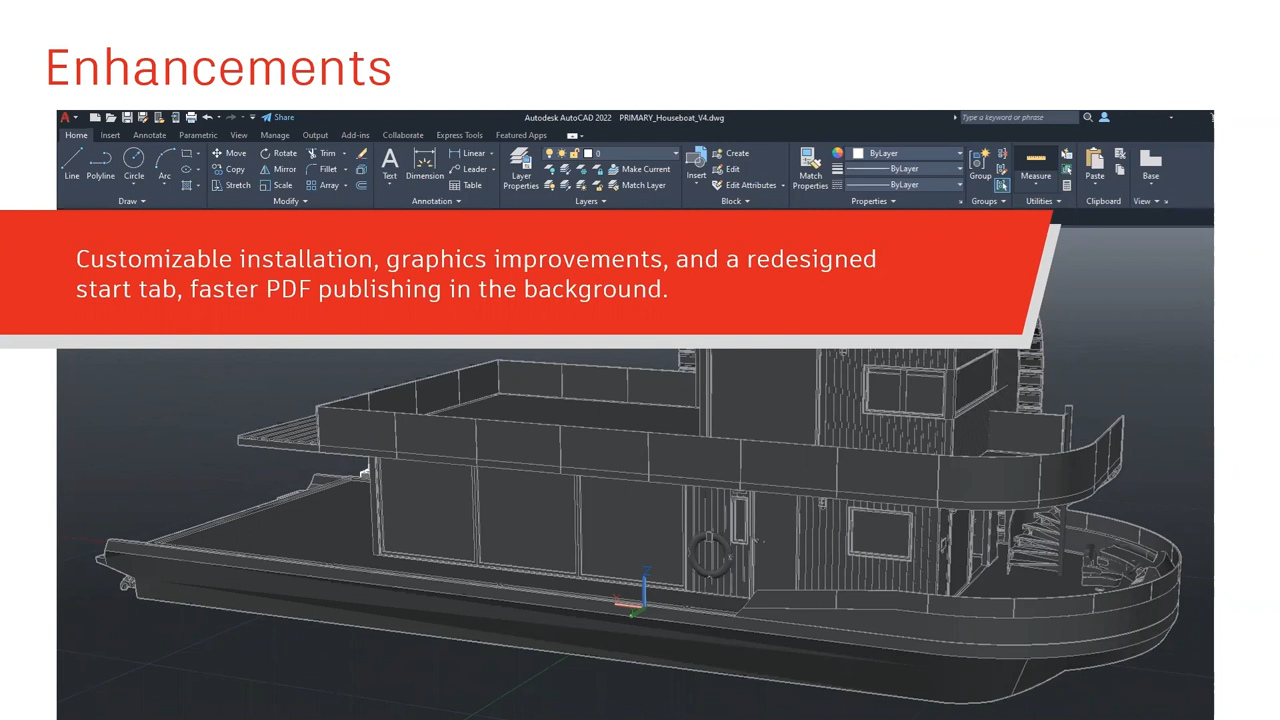 Enhancements
Autodesk AutoCAD 2022 PRIMARY_Houseboat_V4.dwg
Share
Type a keyword or phrase
Home Insert Annotate Parametric View Manage Output Add-ins Collaborate Express Tools Featured Apps
Line Polyline Circle Arc
Move Rotate Trim
Copy Mirror Fillet
Stretch Scale Array
Text Dimension
Linear
Leader
Table
Layer Properties
0
Make Current
Match Layer
Insert
Create
Edit
Edit Attributes
Match Properties
ByLayer
ByLayer
ByLayer
Group
Measure
Paste
Base
Draw Modify Annotation Layers Block Properties Groups Utilities Clipboard View
Customizable installation, graphics improvements, and a redesigned
start tab, faster PDF publishing in the background.
Z
X
Y